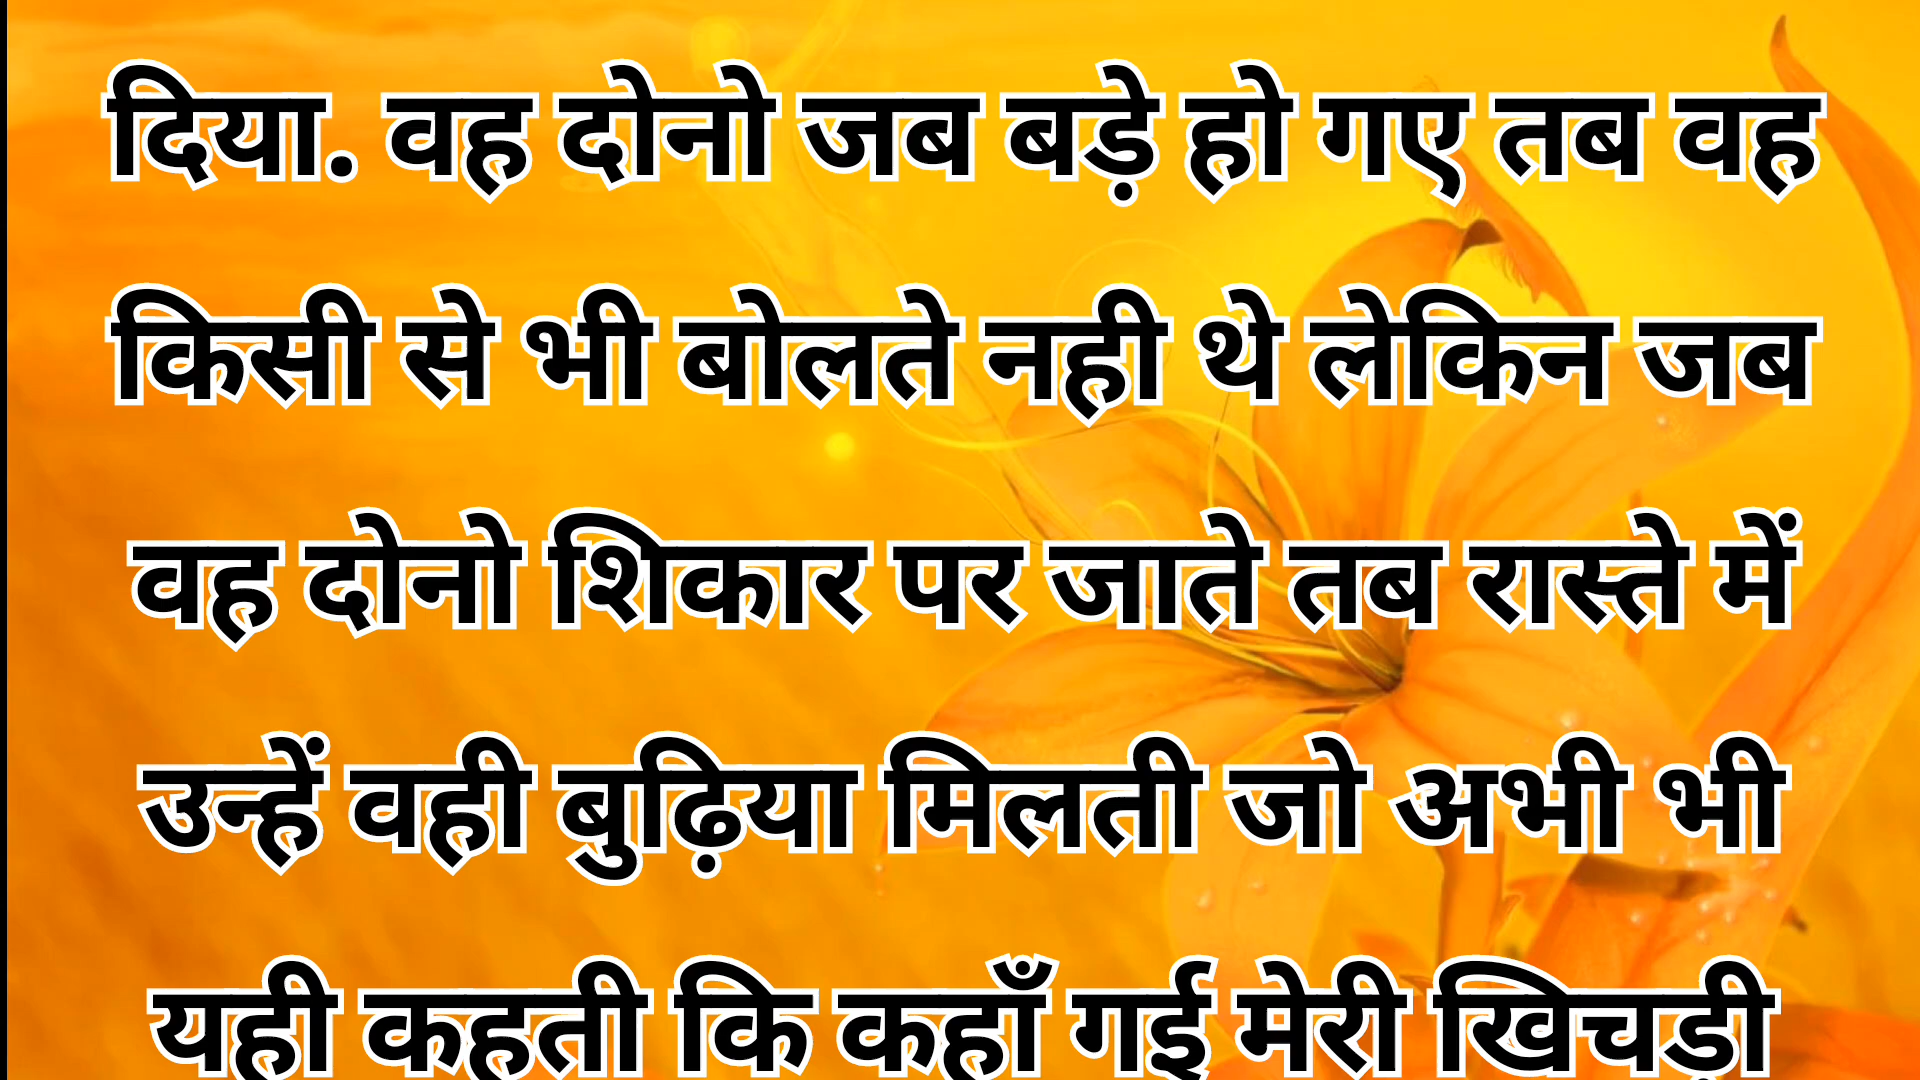 दिया. वह दोनो जब बड़े हो गए तब वह
किसी से भी बोलते नही थे लेकिन जब
वह दोनो शिकार पर जाते तब रास्ते में
उन्हें वही बुढ़िया मिलती जो अभी भी
यही कहती कि कहाँ गई मेरी खिचड़ी